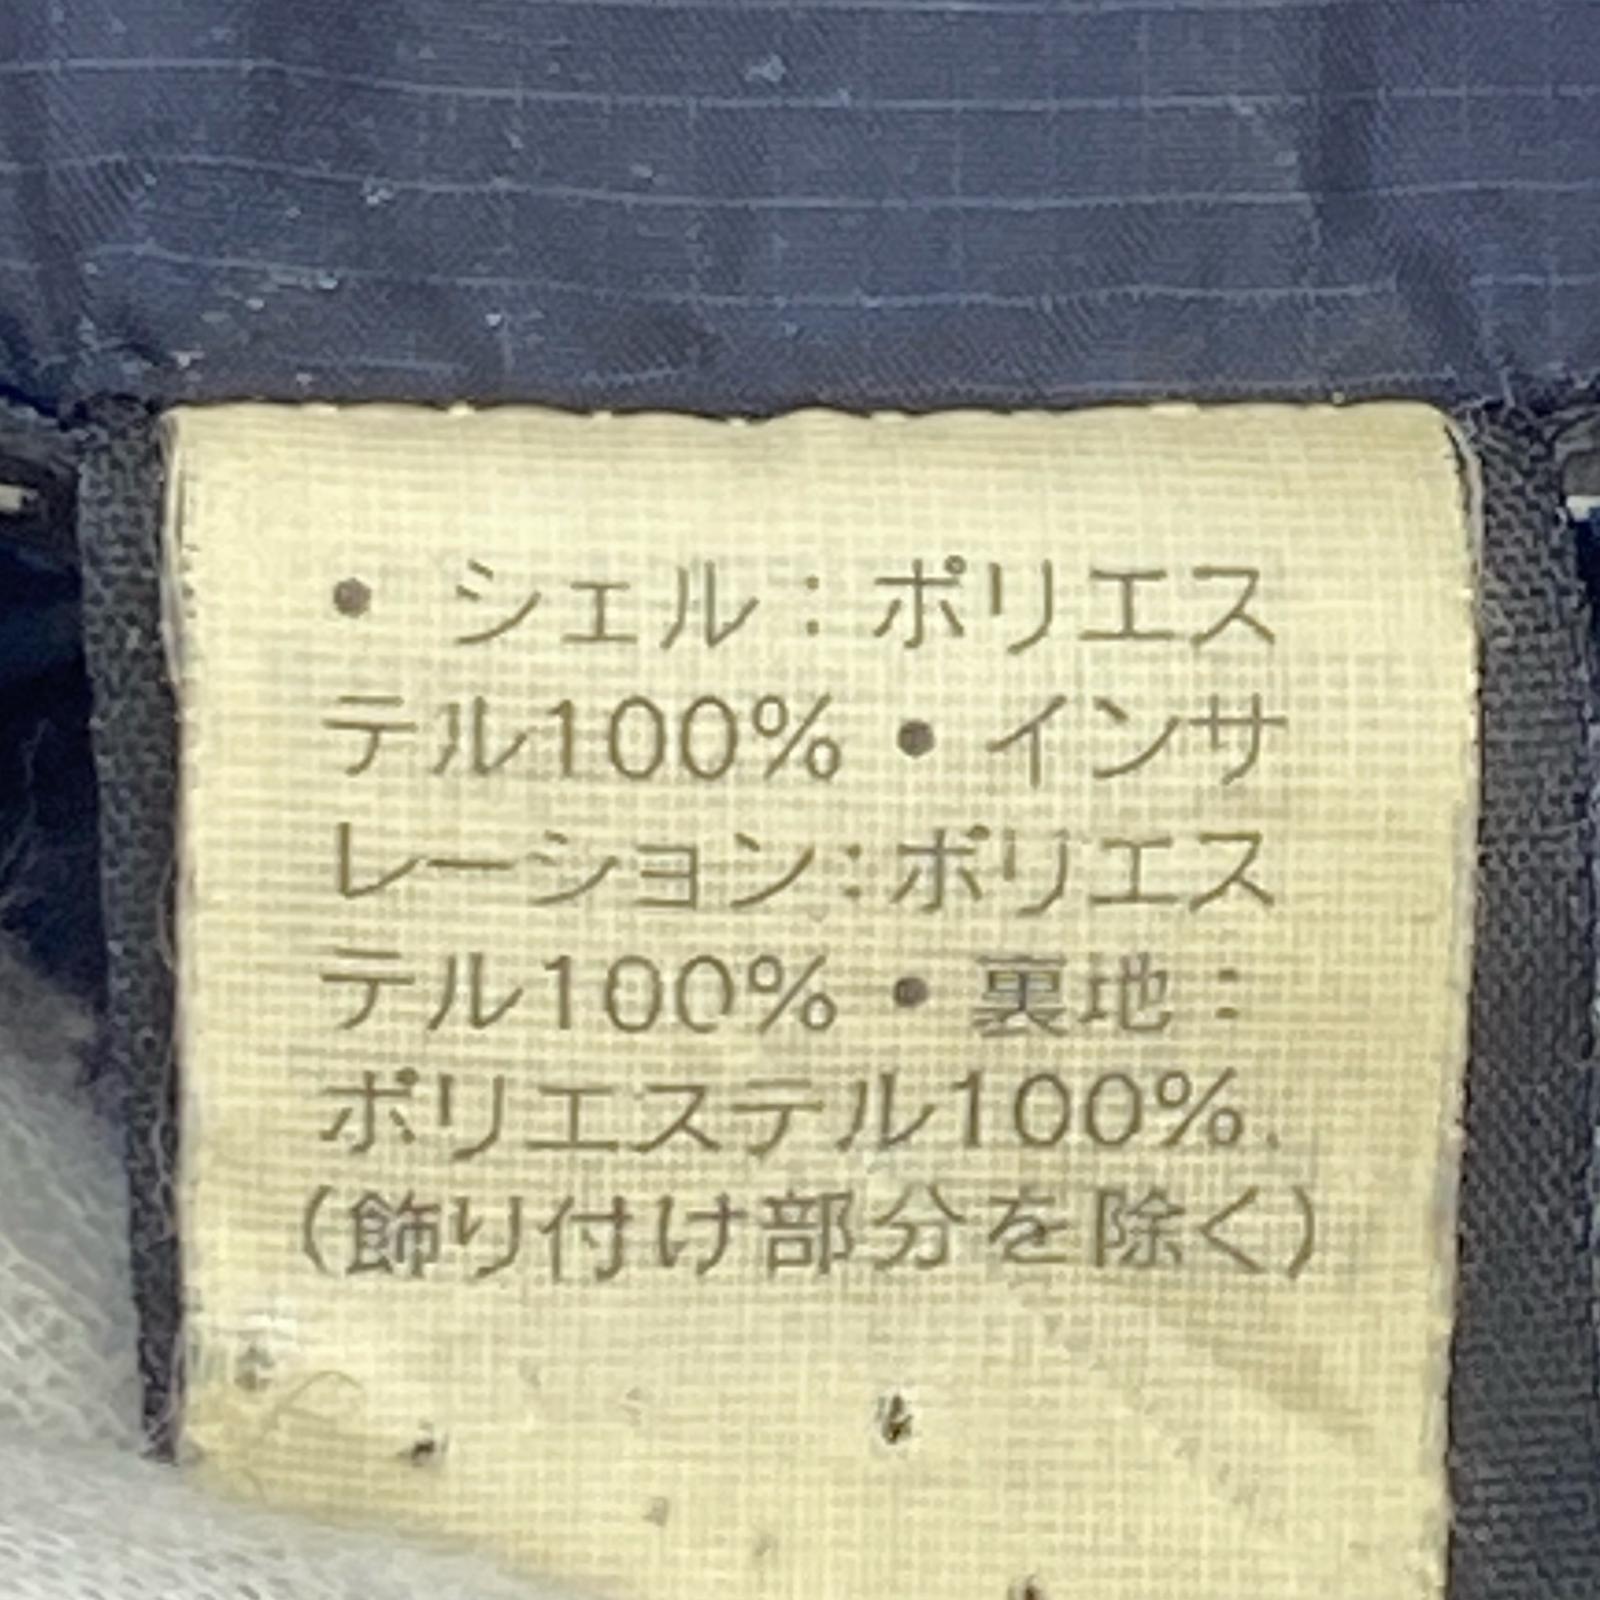 • シェル：ポリエス
テル100% • インサ
レーション：ポリエス
テル100% • 裏地：
ポリエステル100%.
(飾り付け部分を除く)